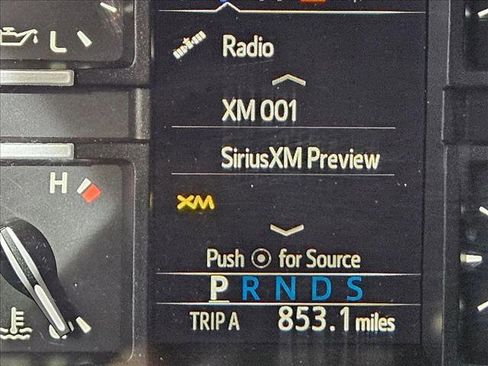 L
Radio
XM 001
SiriusXM Preview
H
XM
Push for Source
P R N D S
TRIP A 853.1 miles